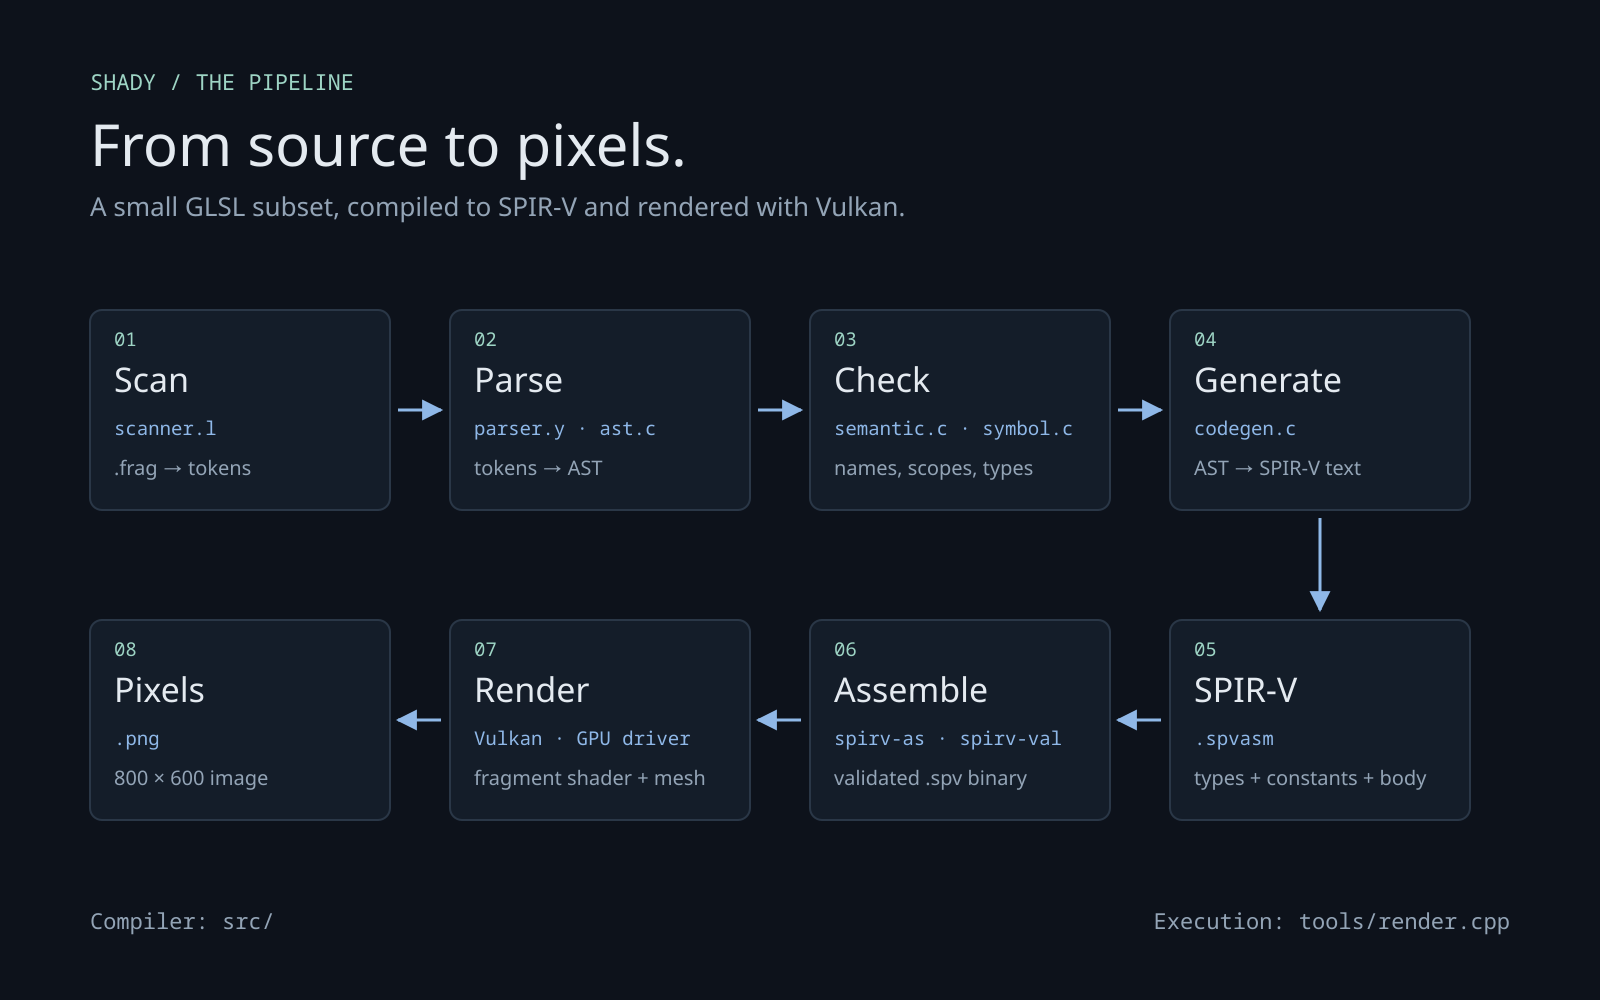 SHADY / THE PIPELINE
From source to pixels.
A small GLSL subset, compiled to SPIR-V and rendered with Vulkan.
01
Scan
scanner.l
.frag → tokens
02
Parse
parser.y · ast.c
tokens → AST
03
Check
semantic.c · symbol.c
names, scopes, types
04
Generate
codegen.c
AST → SPIR-V text
05
SPIR-V
.spvasm
types + constants + body
06
Assemble
spirv-as · spirv-val
validated .spv binary
07
Render
Vulkan · GPU driver
fragment shader + mesh
08
Pixels
.png
800 × 600 image
Compiler: src/
Execution: tools/render.cpp